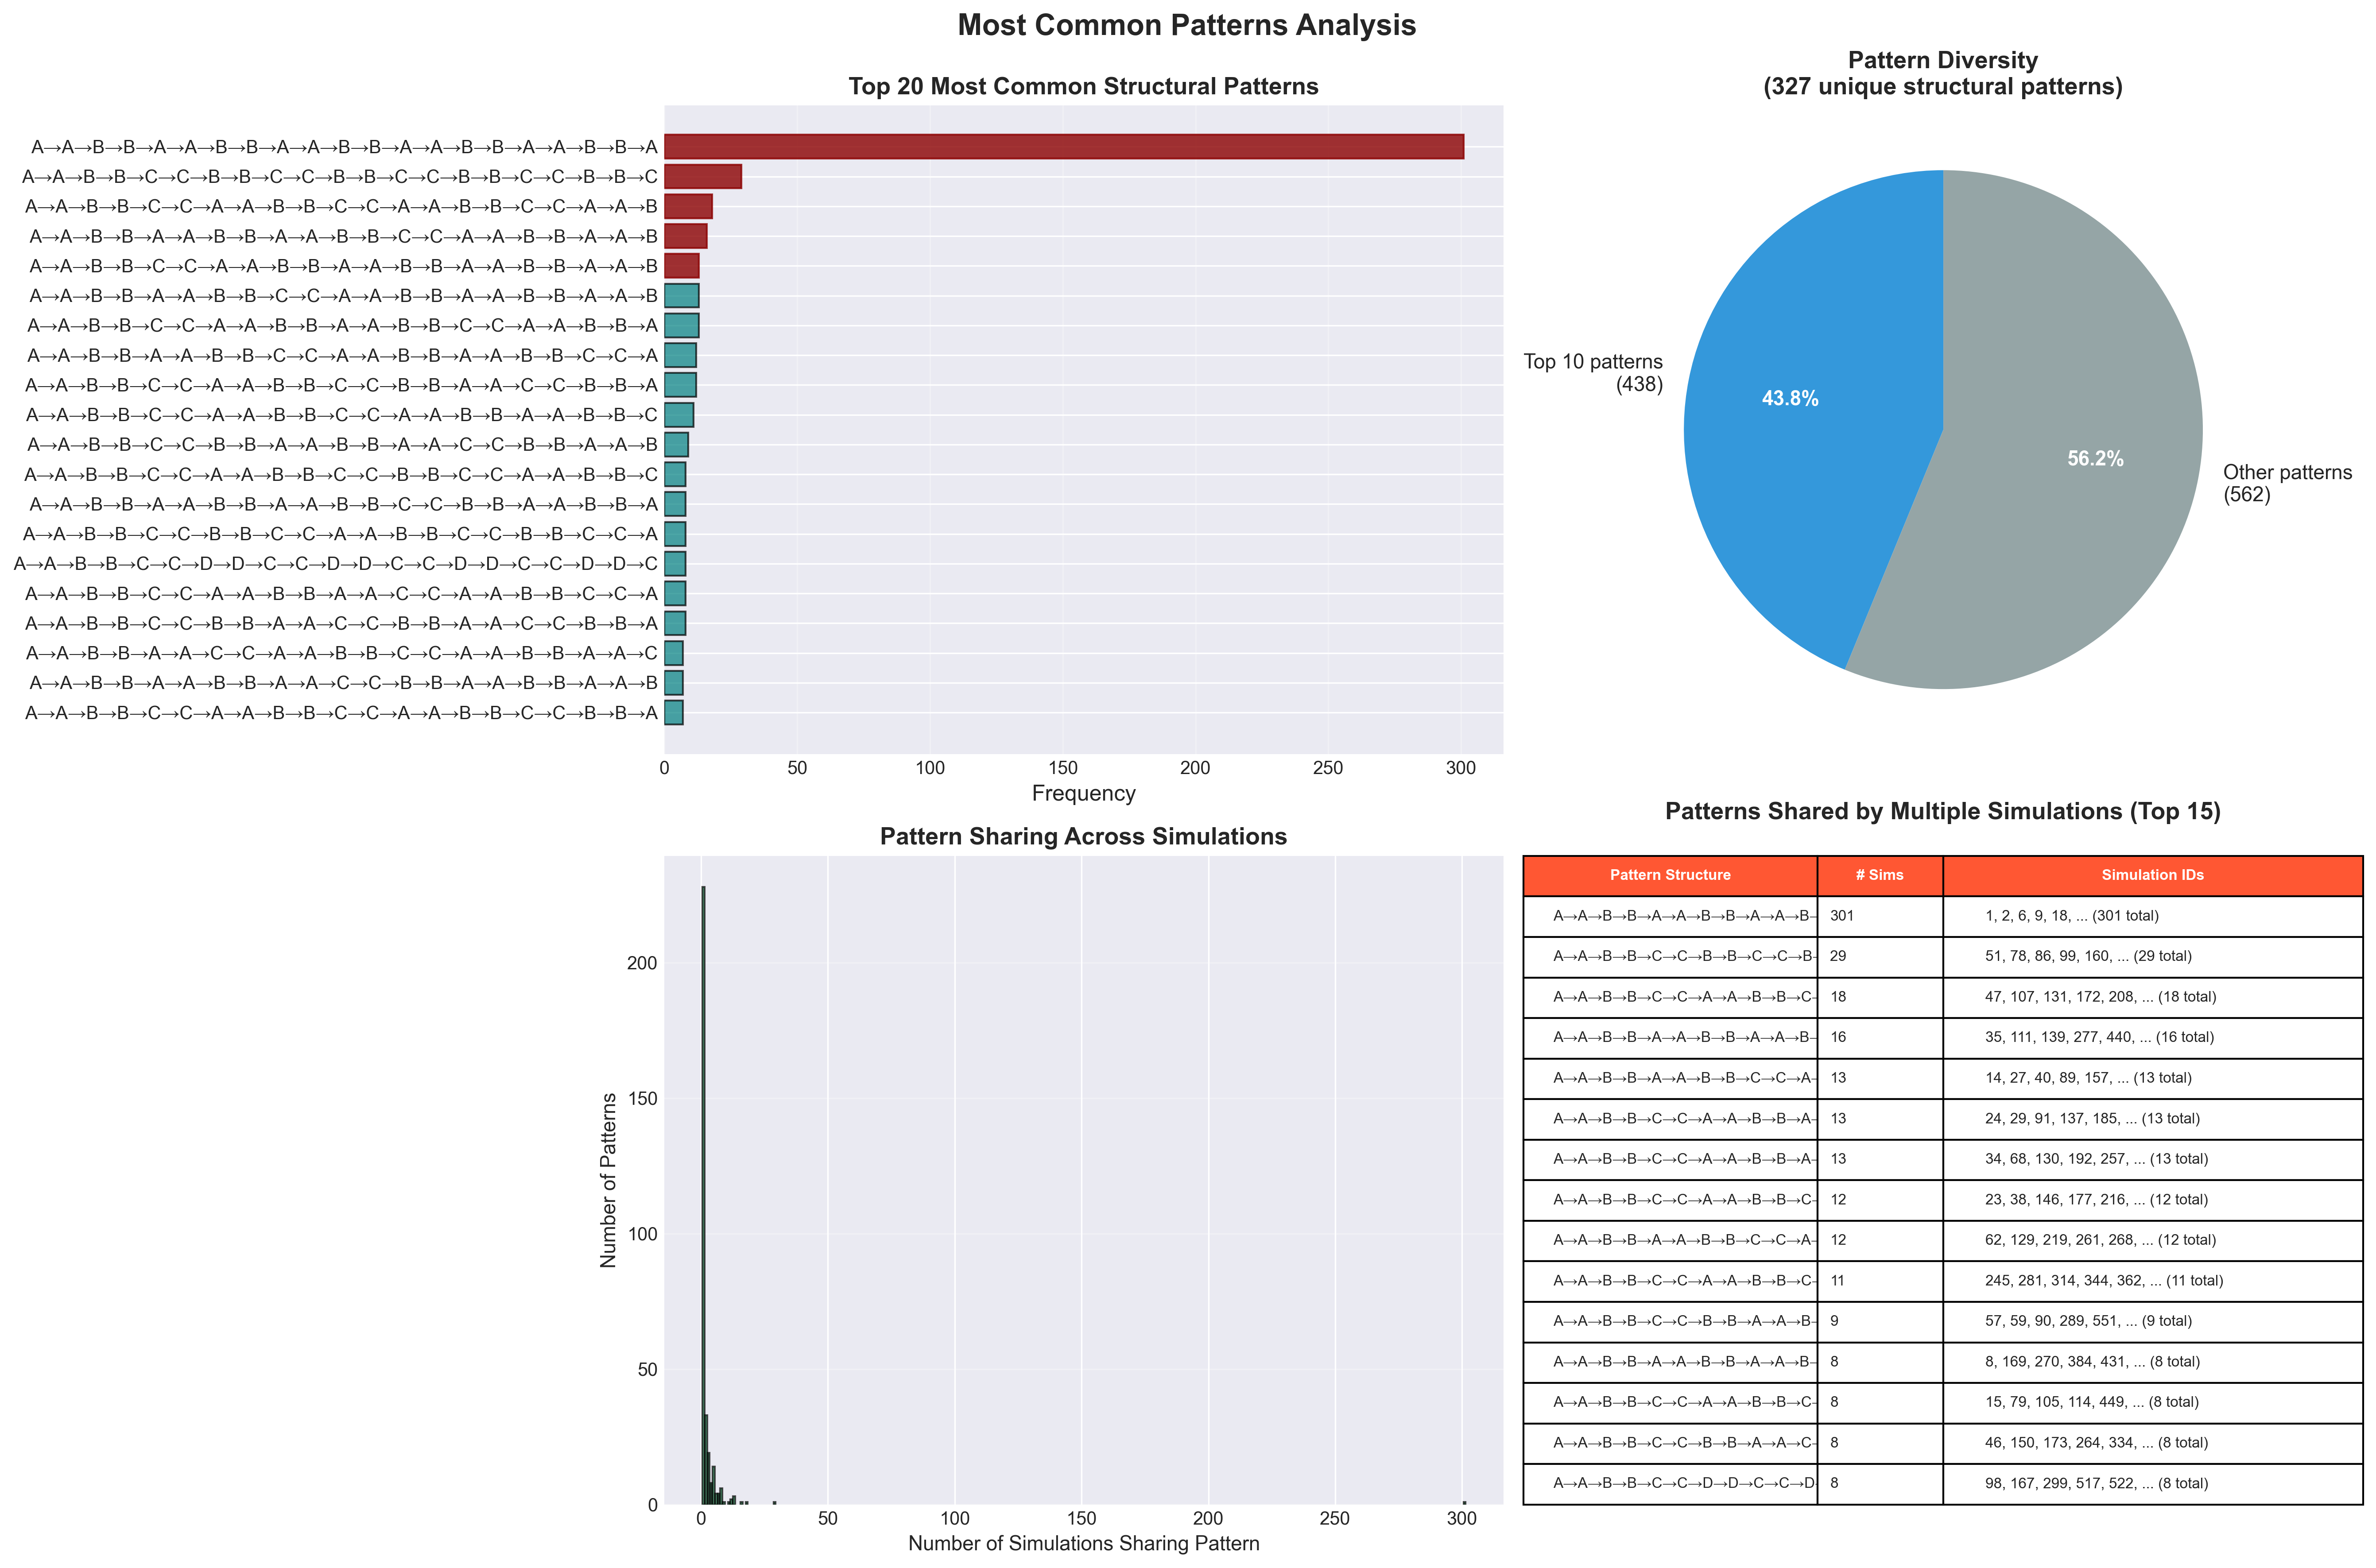 Most Common Patterns Analysis
Top 20 Most Common Structural Patterns
A→A→B→B→A→A→B→B→A→A→B→B→A→A→B→B→A→A→B→B→A
A→A→B→B→C→C→B→B→C→C→B→B→C→C→B→B→C→C→B→B→C
A→A→B→B→C→C→A→A→B→B→C→C→A→A→B→B→C→C→A→A→B
A→A→B→B→A→A→B→B→A→A→B→B→C→C→A→A→B→B→A→A→B
A→A→B→B→C→C→A→A→B→B→A→A→B→B→A→A→B→B→A→A→B
A→A→B→B→A→A→B→B→C→C→A→A→B→B→A→A→B→B→A→A→B
A→A→B→B→C→C→A→A→B→B→A→A→B→B→C→C→A→A→B→B→A
A→A→B→B→A→A→B→B→C→C→A→A→B→B→A→A→B→B→C→C→A
A→A→B→B→C→C→A→A→B→B→C→C→B→B→A→A→C→C→B→B→A
A→A→B→B→C→C→A→A→B→B→C→C→A→A→B→B→A→A→B→B→C
A→A→B→B→C→C→B→B→A→A→B→B→A→A→C→C→B→B→A→A→B
A→A→B→B→C→C→A→A→B→B→C→C→B→B→C→C→A→A→B→B→C
A→A→B→B→A→A→B→B→A→A→B→B→C→C→B→B→A→A→B→B→A
A→A→B→B→C→C→B→B→C→C→A→A→B→B→C→C→B→B→C→C→A
A→A→B→B→C→C→D→D→C→C→D→D→C→C→D→D→C→C→D→D→C
A→A→B→B→C→C→A→A→B→B→A→A→C→C→A→A→B→B→C→C→A
A→A→B→B→C→C→B→B→A→A→C→C→B→B→A→A→C→C→B→B→A
A→A→B→B→A→A→C→C→A→A→B→B→C→C→A→A→B→B→A→A→C
A→A→B→B→A→A→B→B→A→A→C→C→B→B→A→A→B→B→A→A→B
A→A→B→B→C→C→A→A→B→B→C→C→A→A→B→B→C→C→B→B→A
0 50 100 150 200 250 300
Frequency
Pattern Diversity
(327 unique structural patterns)
Top 10 patterns
(438)
43.8%
56.2%
Other patterns
(562)
Pattern Sharing Across Simulations
Number of Patterns
200
150
100
50
0
0 50 100 150 200 250 300
Number of Simulations Sharing Pattern
Patterns Shared by Multiple Simulations (Top 15)
Pattern Structure # Sims Simulation IDs
A→A→B→B→A→A→B→B→A→A→B- 301 1, 2, 6, 9, 18, ... (301 total)
A→A→B→B→C→C→B→B→C→C→B- 29 51, 78, 86, 99, 160, ... (29 total)
A→A→B→B→C→C→A→A→B→B→C- 18 47, 107, 131, 172, 208, ... (18 total)
A→A→B→B→A→A→B→B→A→A→B- 16 35, 111, 139, 277, 440, ... (16 total)
A→A→B→B→A→A→B→B→C→C→A- 13 14, 27, 40, 89, 157, ... (13 total)
A→A→B→B→C→C→A→A→B→B→A- 13 24, 29, 91, 137, 185, ... (13 total)
A→A→B→B→C→C→A→A→B→B→A- 13 34, 68, 130, 192, 257, ... (13 total)
A→A→B→B→C→C→A→A→B→B→C- 12 23, 38, 146, 177, 216, ... (12 total)
A→A→B→B→A→A→B→B→C→C→A- 12 62, 129, 219, 261, 268, ... (12 total)
A→A→B→B→C→C→A→A→B→B→C- 11 245, 281, 314, 344, 362, ... (11 total)
A→A→B→B→C→C→B→B→A→A→B- 9 57, 59, 90, 289, 551, ... (9 total)
A→A→B→B→A→A→B→B→A→A→B- 8 8, 169, 270, 384, 431, ... (8 total)
A→A→B→B→C→C→A→A→B→B→C- 8 15, 79, 105, 114, 449, ... (8 total)
A→A→B→B→C→C→B→B→A→A→C- 8 46, 150, 173, 264, 334, ... (8 total)
A→A→B→B→C→C→D→D→C→C→D 8 98, 167, 299, 517, 522, ... (8 total)